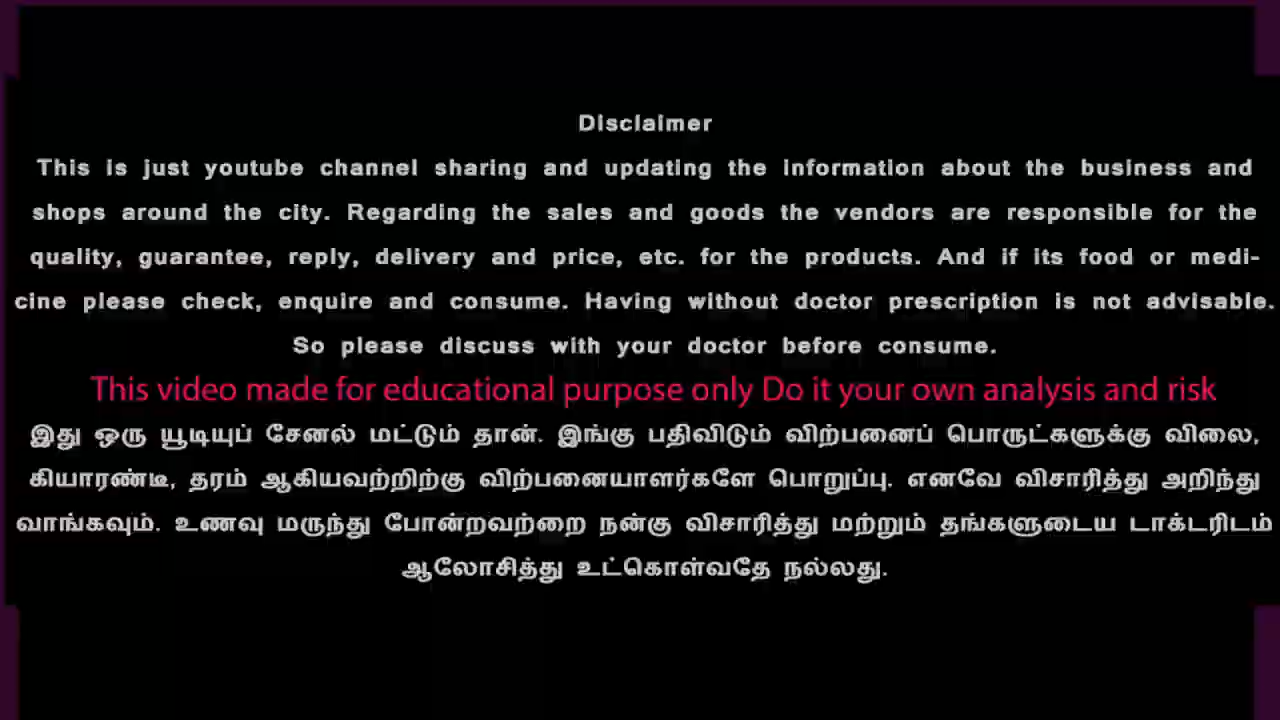 Disclaimer
This is just youtube channel sharing and updating the information about the business and
shops around the city. Regarding the sales and goods the vendors are responsible for the
quality, guarantee, reply, delivery and price, etc. for the products. And if its food or medi-
cine please check, enquire and consume. Having without doctor prescription is not advisable.
So please discuss with your doctor before consume.
This video made for educational purpose only Do it your own analysis and risk
இது ஒரு யூடியுப் சேனல் மட்டும் தான். இங்கு பதிவிடும் விற்பனைப் பொருட்களுக்கு விலை,
கியாரண்டீ, தரம் ஆகியவற்றிற்கு விற்பனையாளர்களே பொறுப்பு. எனவே விசாரித்து அறிந்து
வாங்கவும். உணவு மருந்து போன்றவற்றை நன்கு விசாரித்து மற்றும் தங்களுடைய டாக்டரிடம்
ஆலோசித்து உட்கொள்வதே நல்லது.